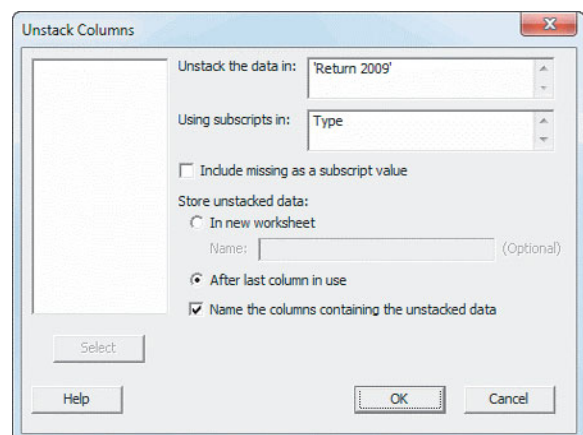 Unstack Columns
Unstack the data in: 'Return 2009'
Using subscripts in: Type
Include missing as a subscript value
Store unstacked data:
In new worksheet
Name: (Optional)
After last column in use
Name the columns containing the unstacked data
Select
Help OK Cancel